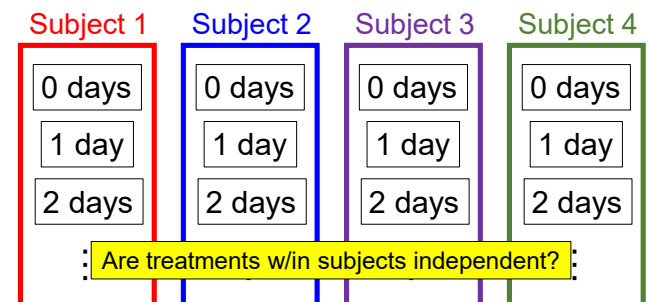 Subject 1 Subject 2 Subject 3 Subject 4
0 days 0 days 0 days 0 days
1 day 1 day 1 day 1 day
2 days 2 days 2 days 2 days
Are treatments w/in subjects independent?